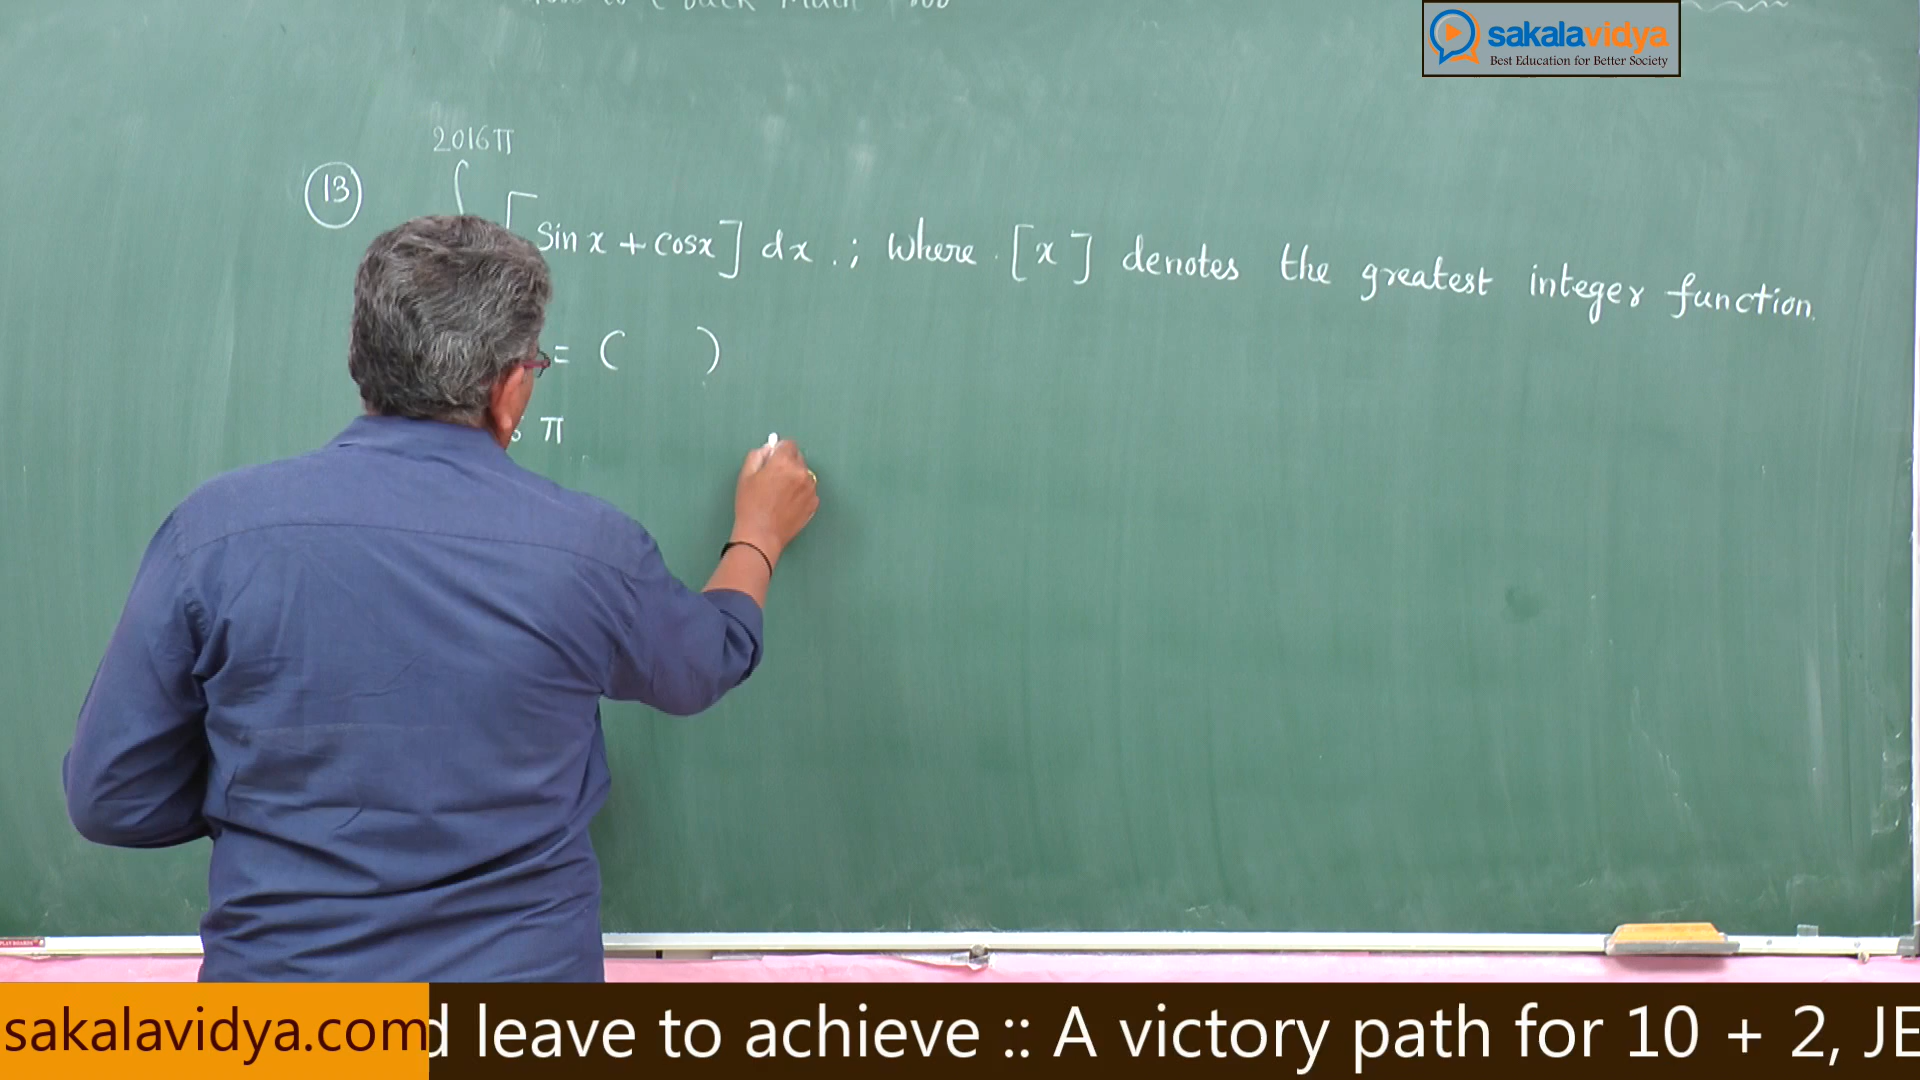 sakalavidya
Best Education for Better Society
2016π
13 ∫ [sin x + cosx] dx . ; where [x] denotes the greatest integer function.
= ( )
π
sakalavidya.com
d leave to achieve :: A victory path for 10 + 2, JE